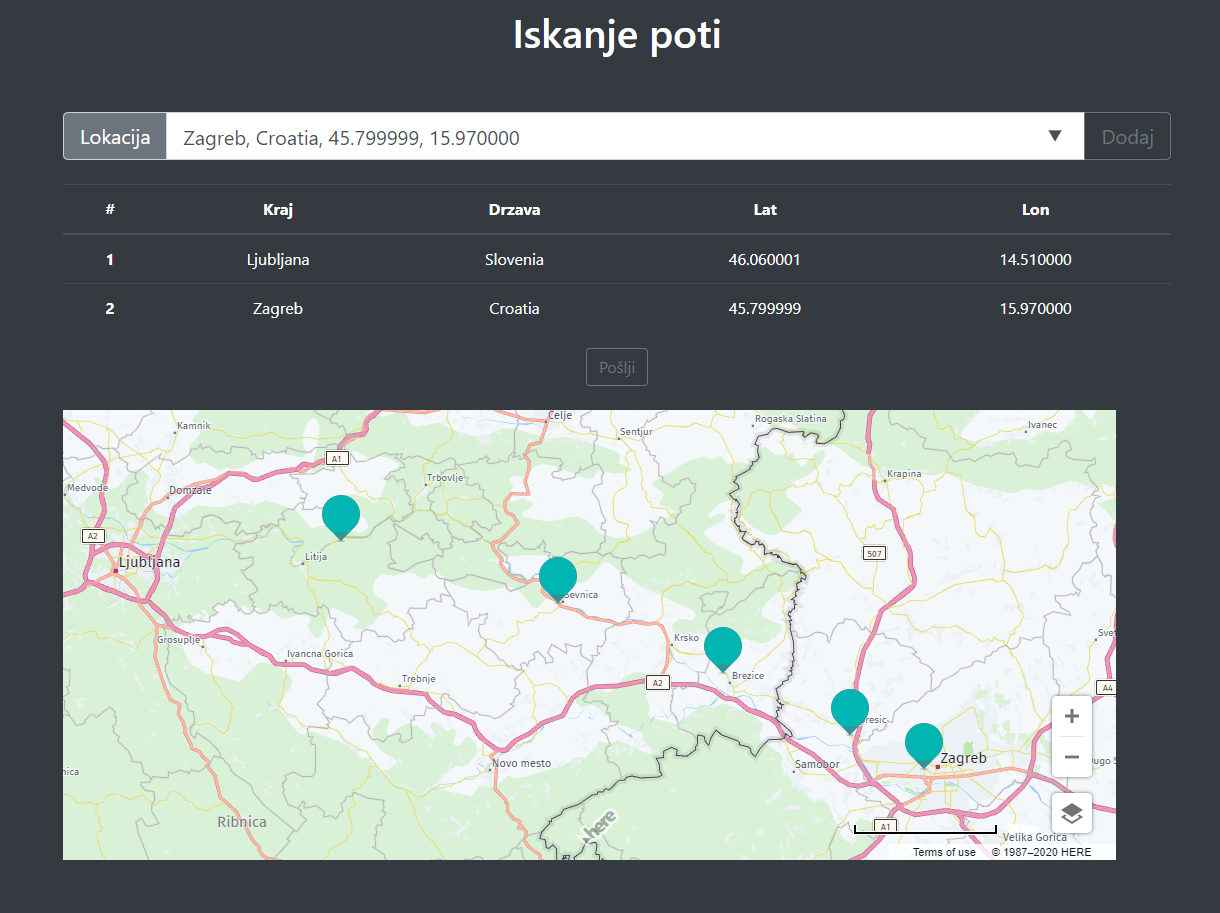 Iskanje poti
Lokacija
Zagreb, Croatia, 45.799999, 15.970000
Dodaj
# Kraj Drzava Lat Lon
1 Ljubljana Slovenia 46.060001 14.510000
2 Zagreb Croatia 45.799999 15.970000
Pošlji
Celje
Rogaska Slatina
Kamnik
Sentjur
Ivanec
A1
Krapina
Trbovlje
Medvode
Domzale
A2
507
Litija
Ljubljana
Sevnica
Grosuplje
Krsko
Ivancna Gorica
Trebnje
Brezice
A2
A4
resic
Zagreb
Novo mesto
Samobor
nica
Ribnica
here
A1
Velika Gorica
Terms of use
© 1987–2020 HERE